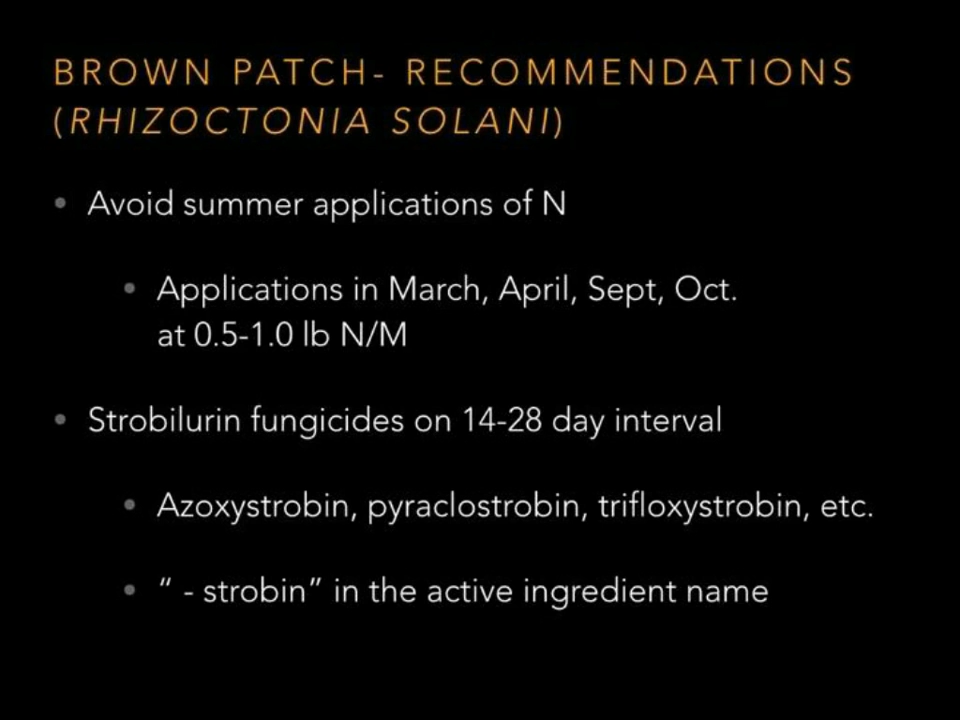 BROWN PATCH- RECOMMENDATIONS
(RHIZOCTONIA SOLANI)
• Avoid summer applications of N
• Applications in March, April, Sept, Oct.
at 0.5-1.0 lb N/M
• Strobilurin fungicides on 14-28 day interval
• Azoxystrobin, pyraclostrobin, trifloxystrobin, etc.
• “ - strobin” in the active ingredient name